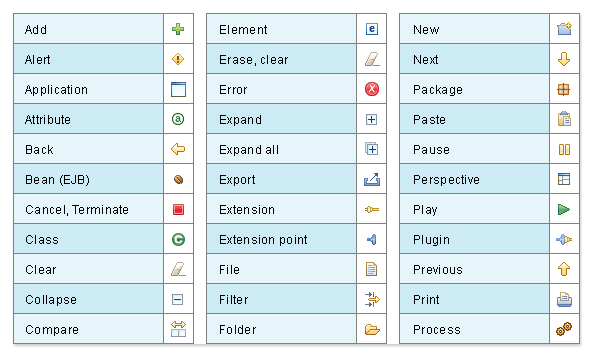 Add
Alert
Application
Attribute
Back
Bean (EJB)
Cancel, Terminate
Class
Clear
Collapse
Compare
Element
Erase, clear
Error
Expand
Expand all
Export
Extension
Extension point
File
Filter
Folder
New
Next
Package
Paste
Pause
Perspective
Play
Plugin
Previous
Print
Process